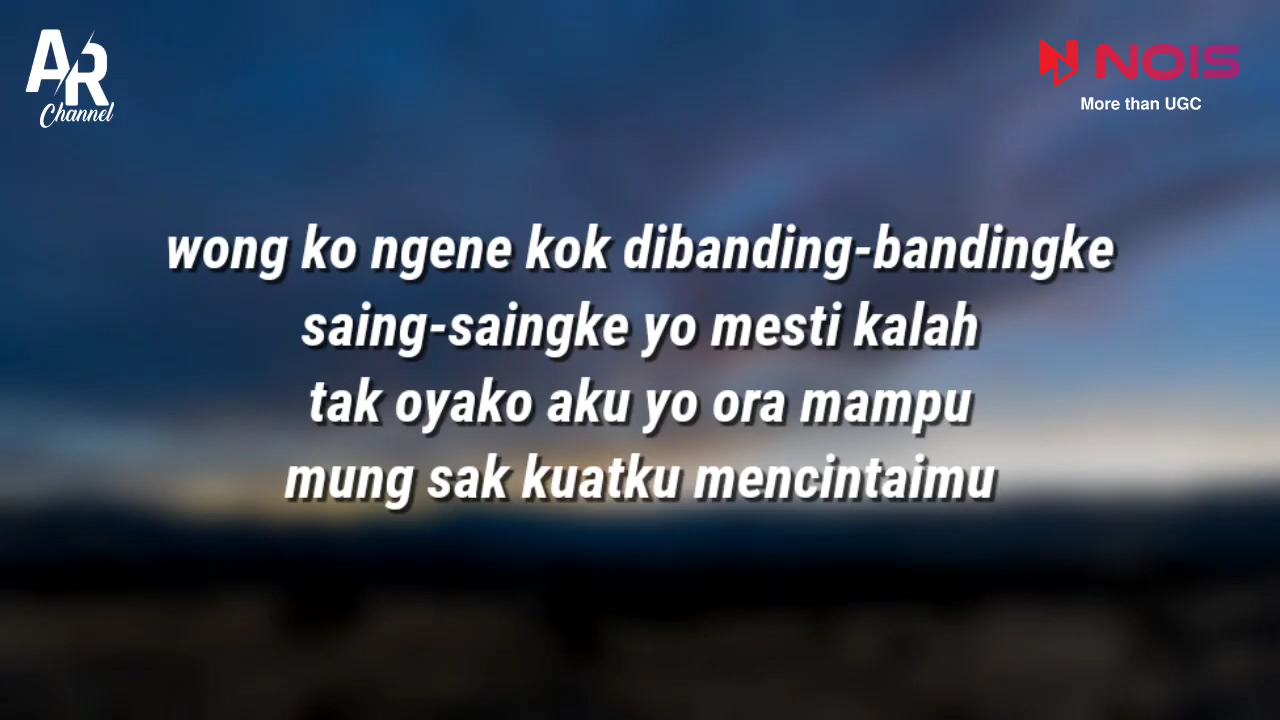 AR
Channel
NOIS
More than UGC
wong ko ngene kok dibanding-bandingke
saing-saingke yo mesti kalah
tak oyako aku yo ora mampu
mung sak kuatku mencintaimu